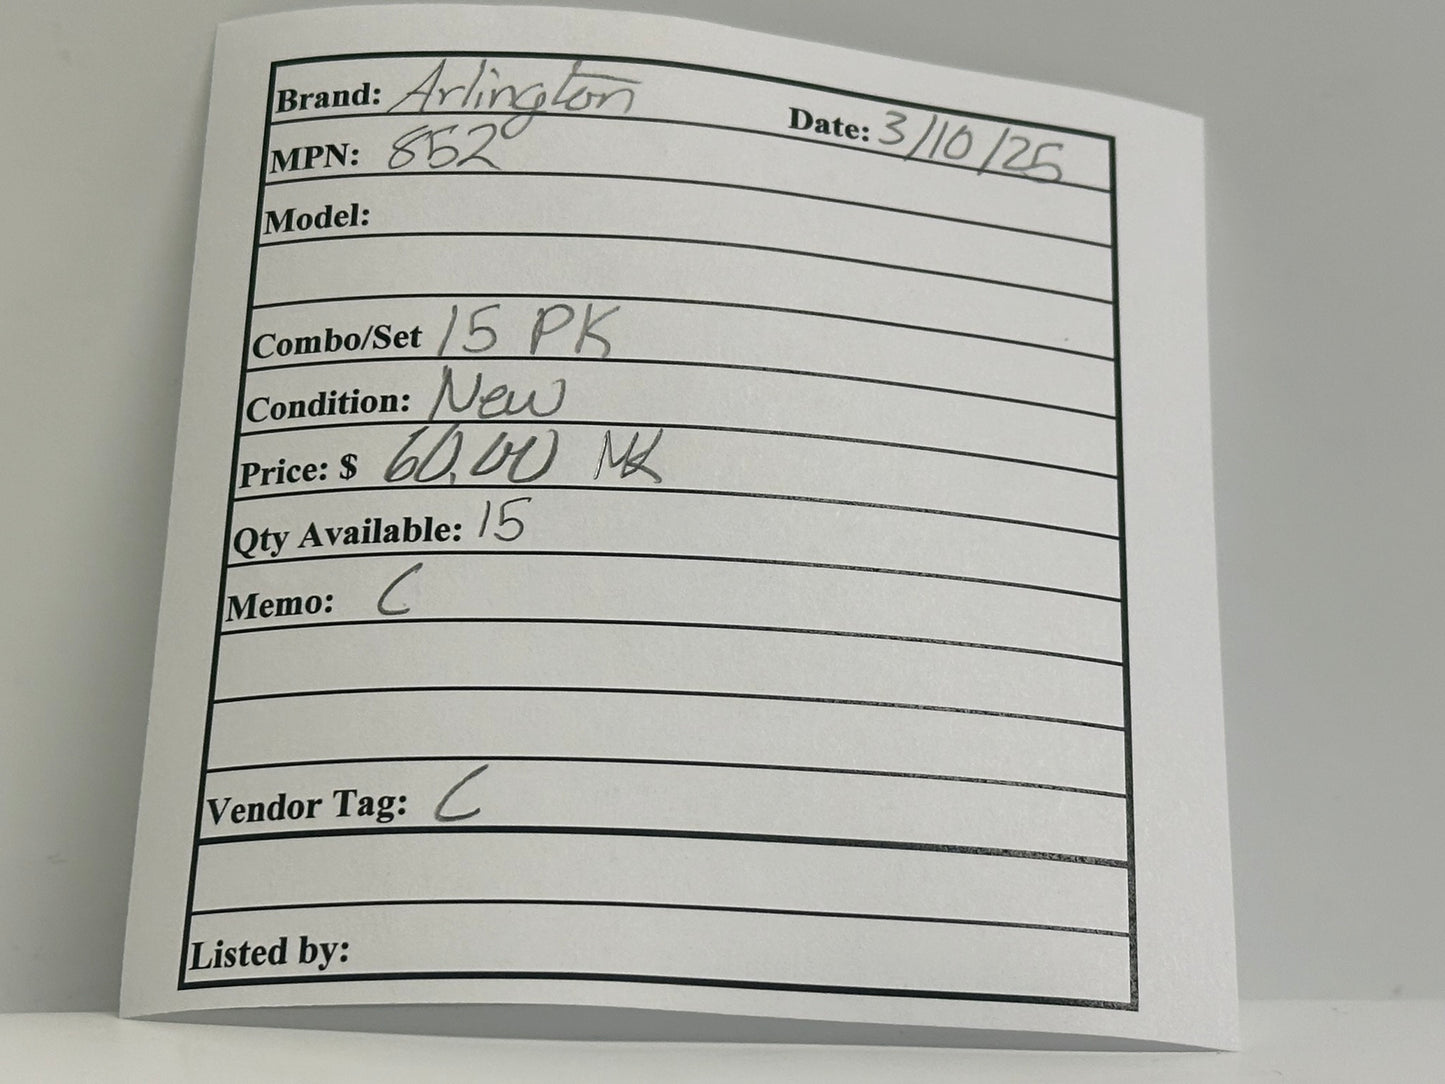 Brand: Arlington
Date: 3/10/25
MPN: 852
Model:
Combo/Set 15 PK
Condition: New
Price: $ 60.00 NK
Qty Available: 15
Memo: C
Vendor Tag: C
Listed by: